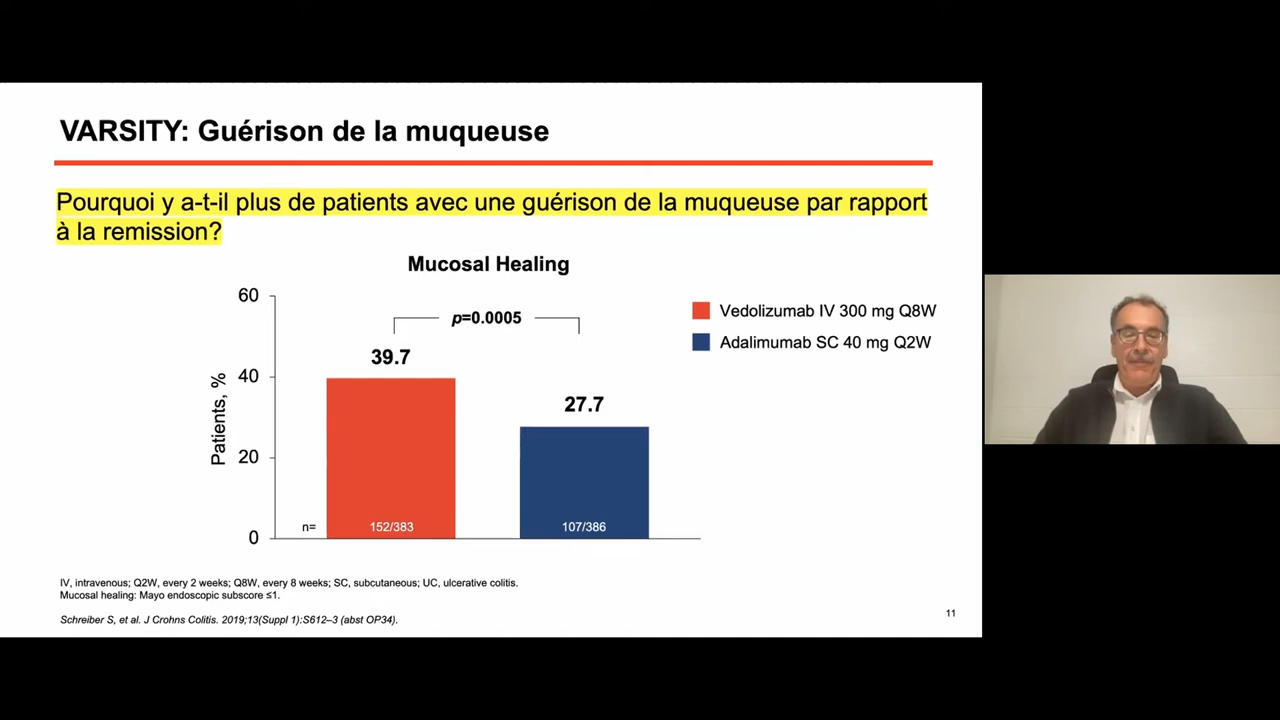 VARSITY: Guérison de la muqueuse
Pourquoi y a-t-il plus de patients avec une guérison de la muqueuse par rapport
à la remission?
Mucosal Healing
60
40
20
0
Patients, %
p=0.0005
39.7
27.7
n=
152/383
107/386
Vedolizumab IV 300 mg Q8W
Adalimumab SC 40 mg Q2W
IV, intravenous; Q2W, every 2 weeks; Q8W, every 8 weeks; SC, subcutaneous; UC, ulcerative colitis.
Mucosal healing: Mayo endoscopic subscore ≤1.
Schreiber S, et al. J Crohns Colitis. 2019;13(Suppl 1):S612–3 (abst OP34).
11